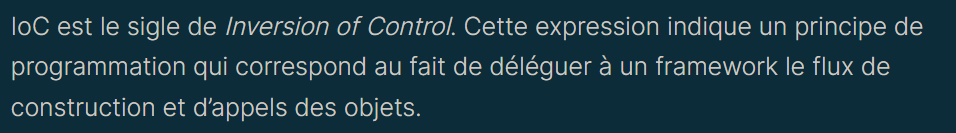 IoC est le sigle de Inversion of Control. Cette expression indique un principe de
programmation qui correspond au fait de déléguer à un framework le flux de
construction et d’appels des objets.